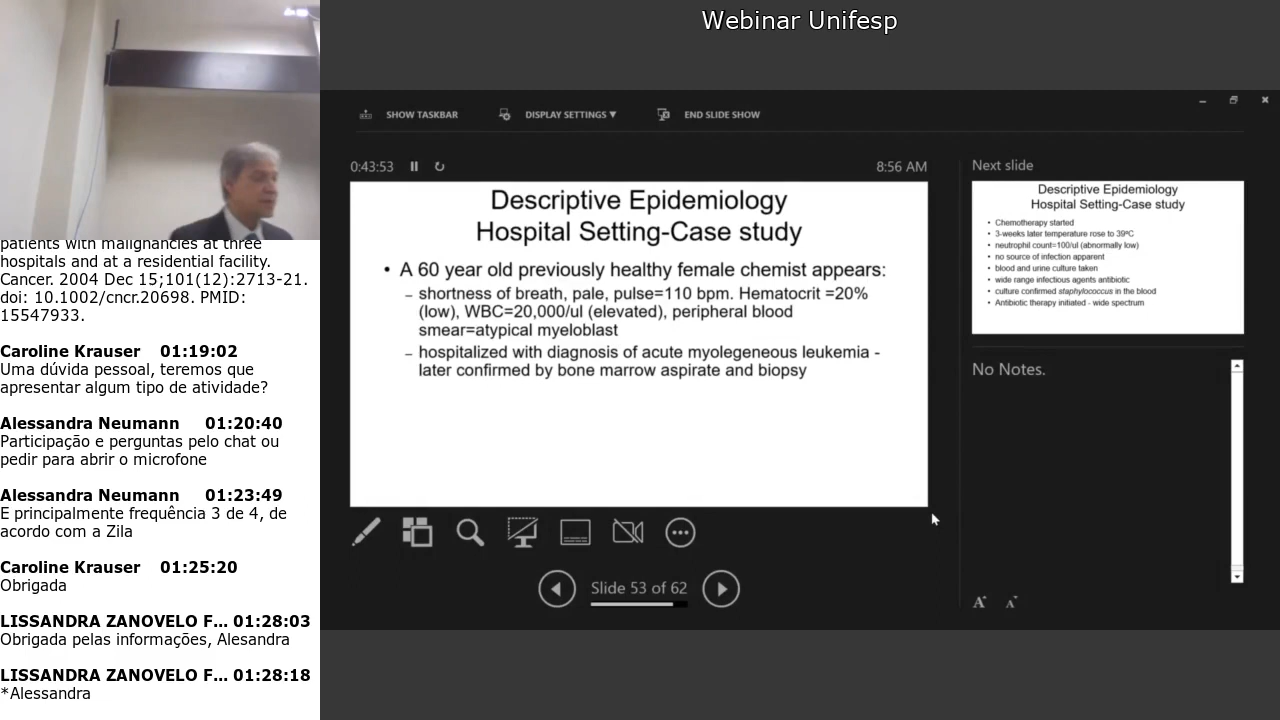 Webinar Unifesp
patients with malignancies at three
hospitals and at a residential facility.
Cancer. 2004 Dec 15;101(12):2713-21.
doi: 10.1002/cncr.20698. PMID:
15547933.
Caroline Krauser 01:19:02
Uma dúvida pessoal, teremos que
apresentar algum tipo de atividade?
Alessandra Neumann 01:20:40
Participação e perguntas pelo chat ou
pedir para abrir o microfone
Alessandra Neumann 01:23:49
E principalmente frequência 3 de 4, de
acordo com a Zila
Caroline Krauser 01:25:20
Obrigada
LISSANDRA ZANOVELO F... 01:28:03
Obrigada pelas informações, Alesandra
LISSANDRA ZANOVELO F... 01:28:18
*Alessandra
SHOW TASKBAR DISPLAY SETTINGS ▼ END SLIDE SHOW
0:43:53 8:56 AM
Descriptive Epidemiology
Hospital Setting-Case study
• A 60 year old previously healthy female chemist appears:
– shortness of breath, pale, pulse=110 bpm. Hematocrit =20%
(low), WBC=20,000/ul (elevated), peripheral blood
smear=atypical myeloblast
– hospitalized with diagnosis of acute myolegeneous leukemia -
later confirmed by bone marrow aspirate and biopsy
Slide 53 of 62
Next slide
Descriptive Epidemiology
Hospital Setting-Case study
• Chemotherapy started
• 3-weeks later temperature rose to 39ºC
• neutrophil count=100/ul (abnormally low)
• no source of infection apparent
• blood and urine culture taken
• wide range infectious agents antibiotic
• culture confirmed staphylococcus in the blood
• Antibiotic therapy initiated - wide spectrum
No Notes.
A A